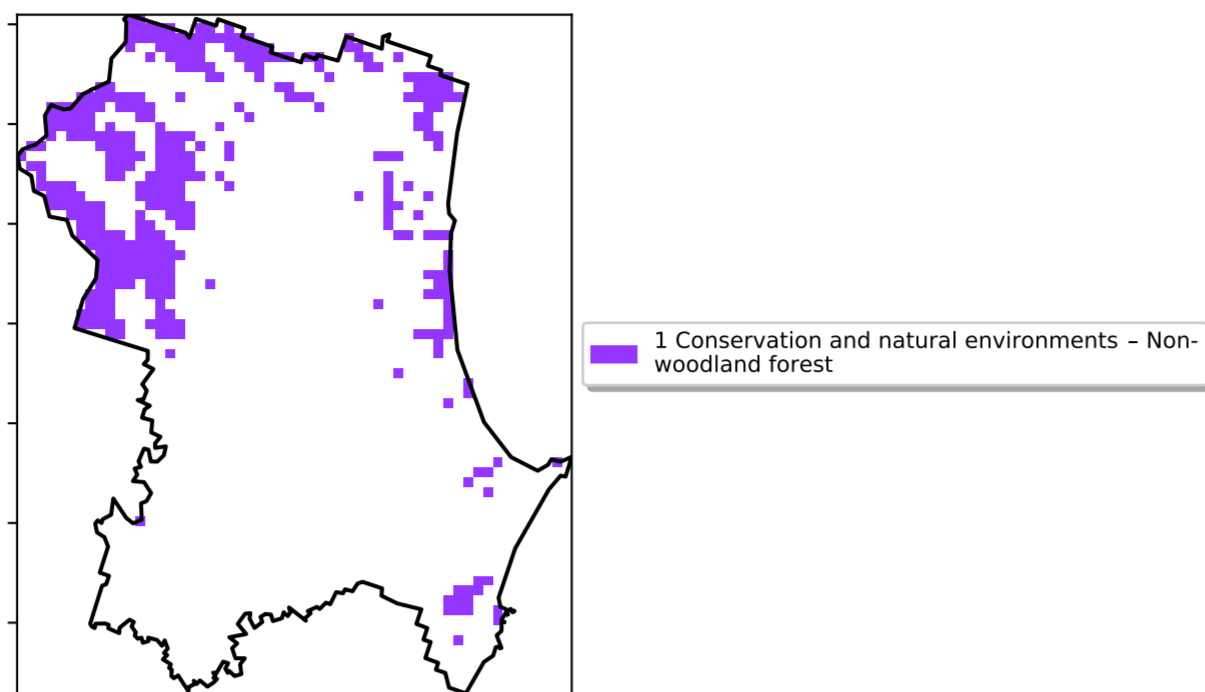 1 Conservation and natural environments – Non-
woodland forest